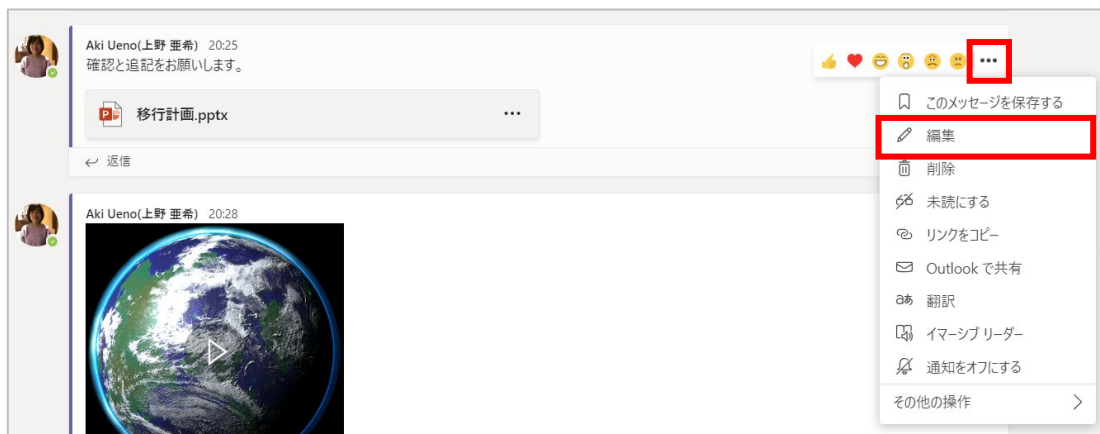 Aki Ueno(上野 亜希) 20:25
確認と追記をお願いします。
移行計画.pptx
返信
このメッセージを保存する
編集
削除
未読にする
リンクをコピー
Outlook で共有
翻訳
イマーシブ リーダー
通知をオフにする
その他の操作
Aki Ueno(上野 亜希) 20:28